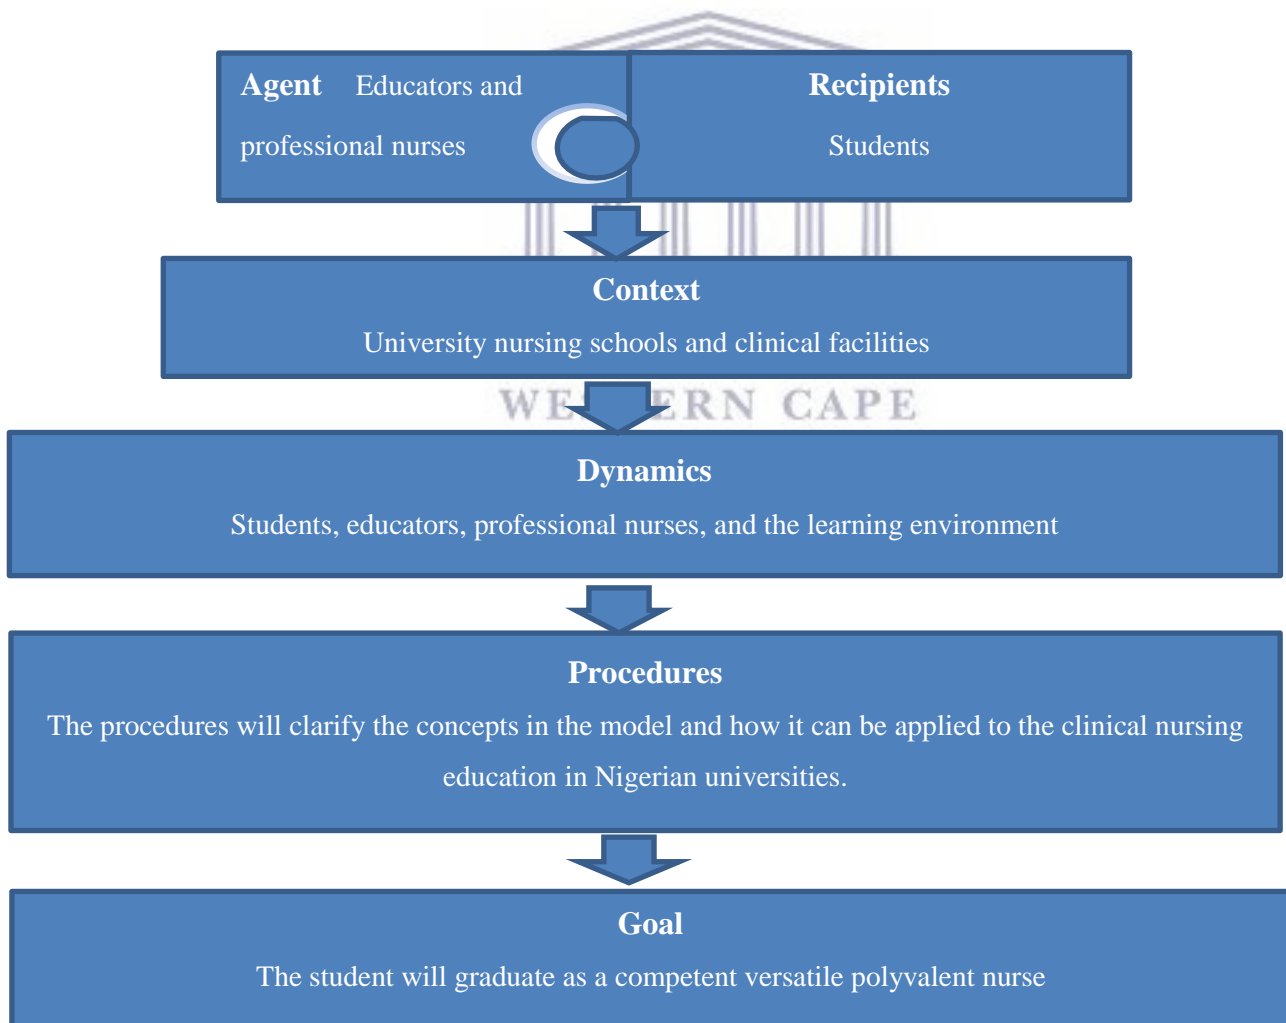 Agent Educators and
professional nurses
Recipients
Students
Context
University nursing schools and clinical facilities
WE ERN CAPE
Dynamics
Students, educators, professional nurses, and the learning environment
Procedures
The procedures will clarify the concepts in the model and how it can be applied to the clinical nursing
education in Nigerian universities.
Goal
The student will graduate as a competent versatile polyvalent nurse